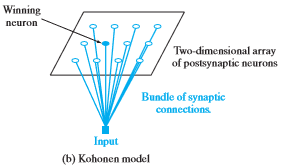 Winning
neuron
Two-dimensional array
of postsynaptic neurons
Bundle of synaptic
connections.
Input
(b) Kohonen model